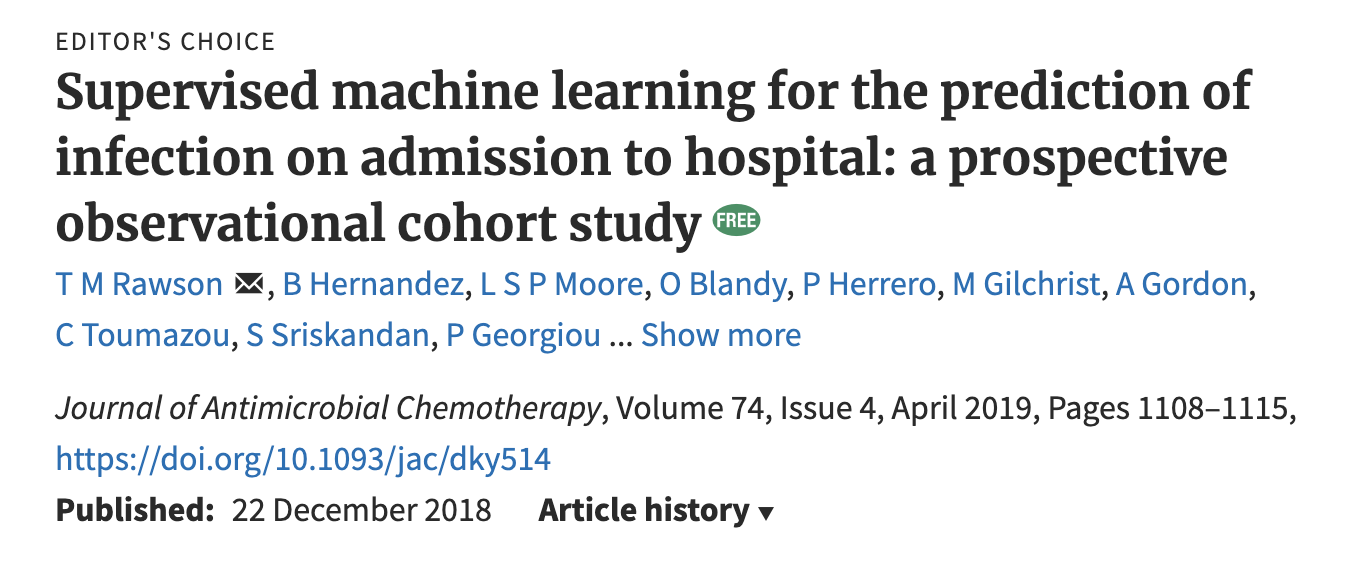 EDITOR'S CHOICE
Supervised machine learning for the prediction of
infection on admission to hospital: a prospective
observational cohort study FREE
T M Rawson ✉, B Hernandez, L S P Moore, O Blandy, P Herrero, M Gilchrist, A Gordon,
C Toumazou, S Sriskandan, P Georgiou ... Show more
Journal of Antimicrobial Chemotherapy, Volume 74, Issue 4, April 2019, Pages 1108–1115,
https://doi.org/10.1093/jac/dky514
Published: 22 December 2018 Article history ▾